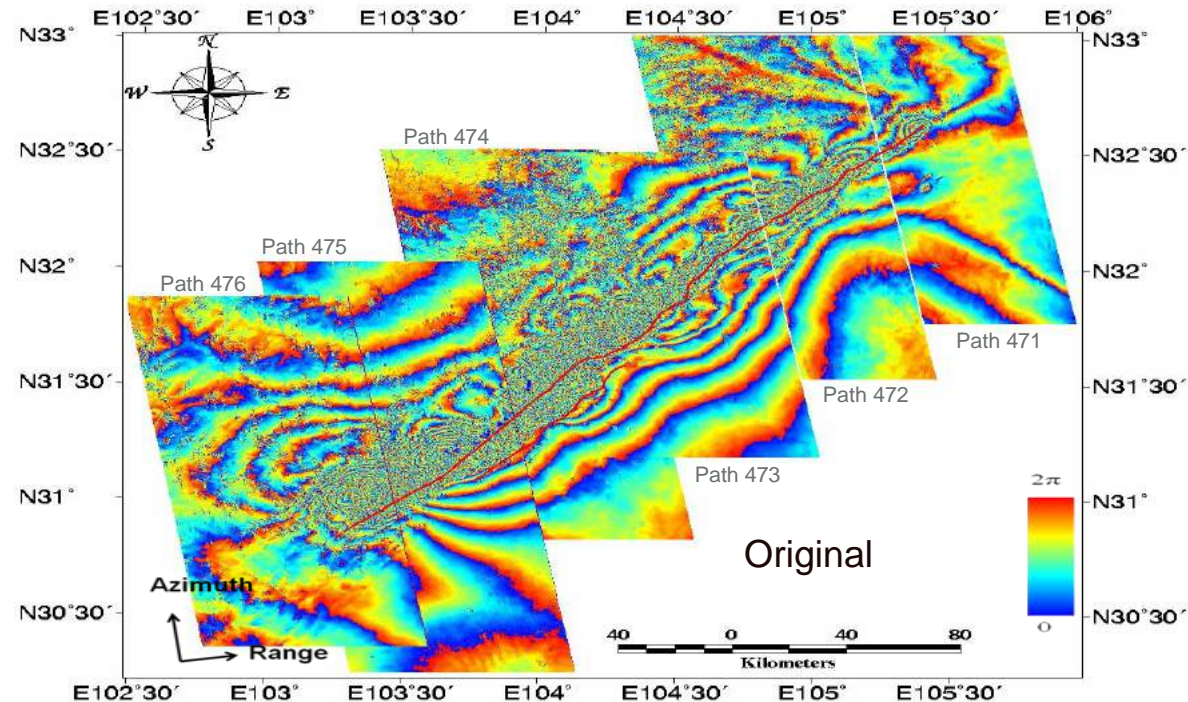 E102°30′ E103° E103°30′ E104° E104°30′ E105° E105°30′ E106°
N33° N33°
N
W E
S
Path 474
N32°30′ N32°30′
Path 475
N32° N32°
Path 476
Path 471
N31°30′ N31°30′
Path 472
Path 473
2π
N31° N31°
Original
Azimuth
N30°30′ N30°30′
0
40 0 40 80
Range
Kilometers
E102°30′ E103° E103°30′ E104° E104°30′ E105° E105°30′